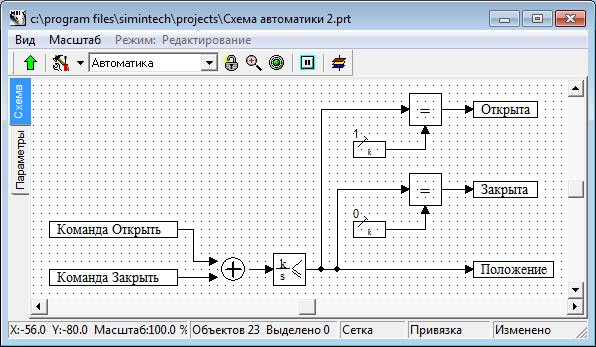 c:\program files\simintech\projects\Схема автоматики 2.prt
Вид Масштаб Режим: Редактирование
Автоматика
Схема
Параметры
= Открыта
1
k
= Закрыта
0
k
Команда Открыть
Команда Закрыть
k
s
Положение
X:-56.0 Y:-80.0 Масштаб:100.0 % Объектов 23 Выделено 0 Сетка Привязка Изменено